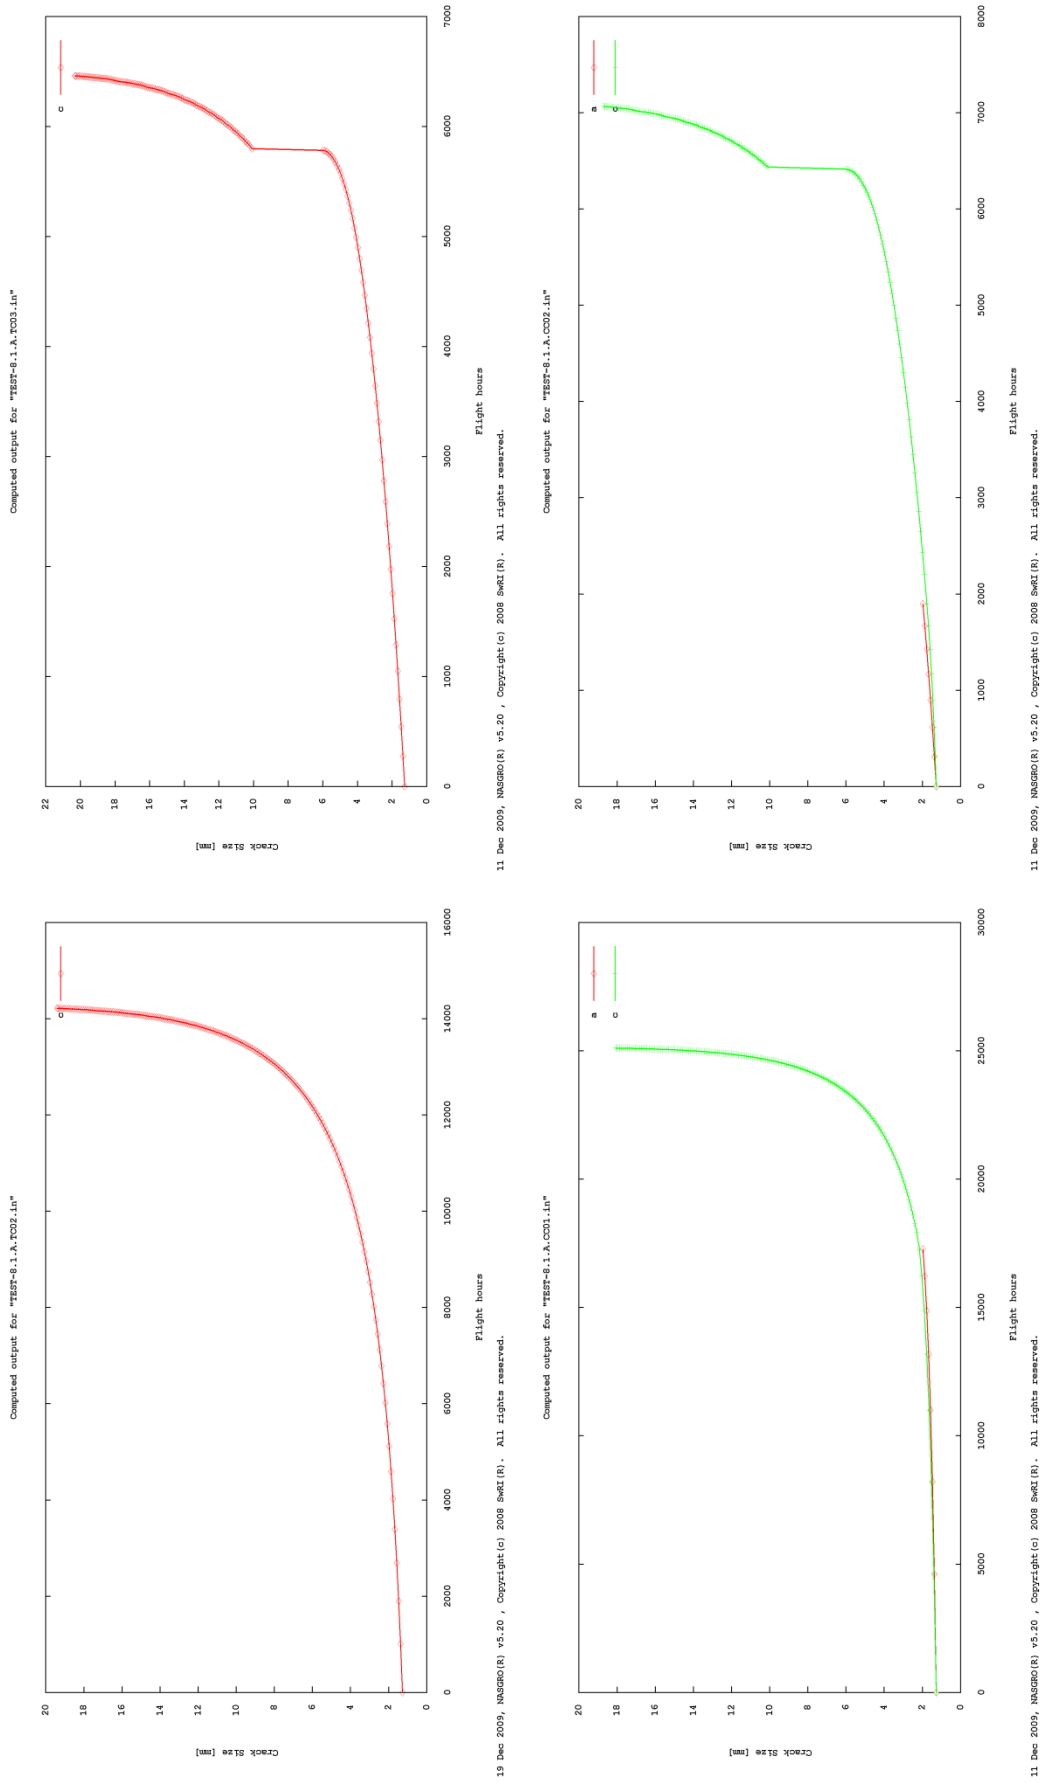 Computed output for "TEST-8.1.A.TC02.in"
Crack Size [mm]
20
18
16
14
12
10
8
6
4
2
0
c
0 2000 4000 6000 8000 10000 12000 14000 16000
Flight hours
19 Dec 2009, NASGRO(R) v5.20 , Copyright(c) 2008 SwRI(R). All rights reserved.
Computed output for "TEST-8.1.A.TC03.in"
Crack Size [mm]
22
20
18
16
14
12
10
8
6
4
2
0
c
0 1000 2000 3000 4000 5000 6000 7000
Flight hours
11 Dec 2009, NASGRO(R) v5.20 , Copyright(c) 2008 SwRI(R). All rights reserved.
Computed output for "TEST-8.1.A.CC01.in"
Crack Size [mm]
20
18
16
14
12
10
8
6
4
2
0
a
c
0 5000 10000 15000 20000 25000 30000
Flight hours
11 Dec 2009, NASGRO(R) v5.20 , Copyright(c) 2008 SwRI(R). All rights reserved.
Computed output for "TEST-8.1.A.CC02.in"
Crack Size [mm]
20
18
16
14
12
10
8
6
4
2
0
a
c
0 1000 2000 3000 4000 5000 6000 7000 8000
Flight hours
11 Dec 2009, NASGRO(R) v5.20 , Copyright(c) 2008 SwRI(R). All rights reserved.